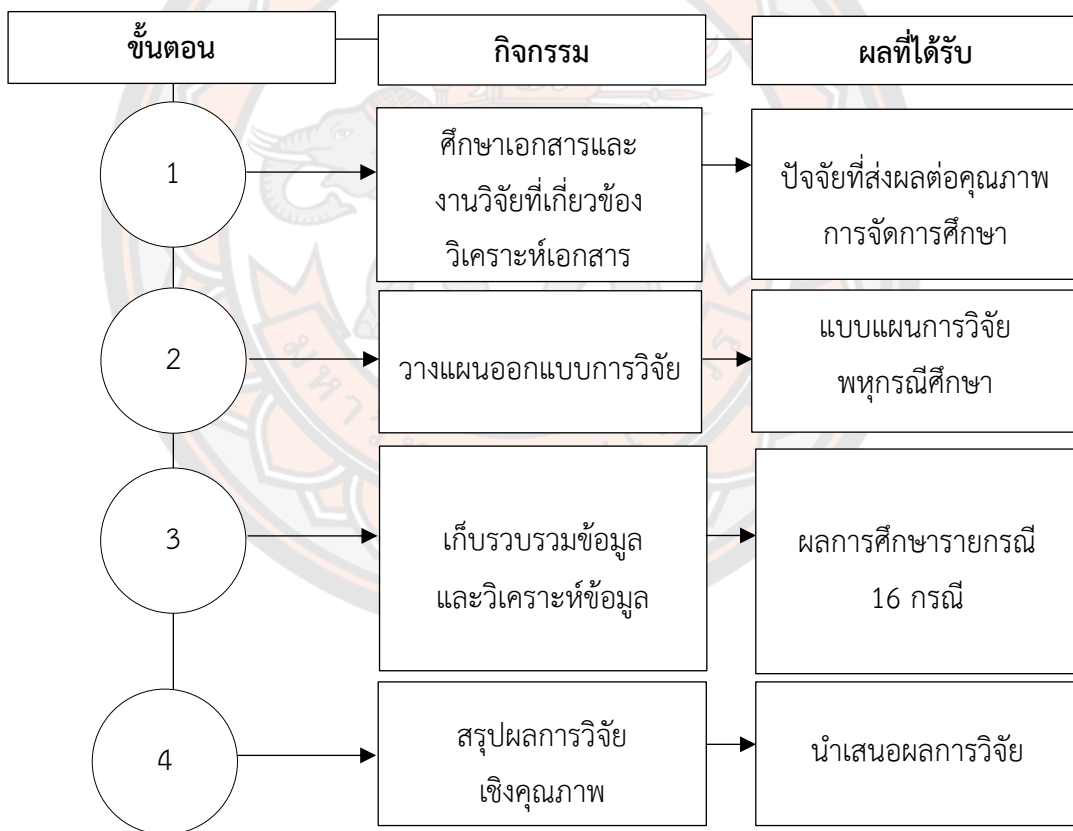 ขั้นตอน
กิจกรรม
ผลที่ได้รับ
1
ศึกษาเอกสารและ
งานวิจัยที่เกี่ยวข้อง
วิเคราะห์เอกสาร
ปัจจัยที่ส่งผลต่อคุณภาพ
การจัดการศึกษา
2
วางแผนออกแบบการวิจัย
แบบแผนการวิจัย
พหุกรณีศึกษา
3
เก็บรวบรวมข้อมูล
และวิเคราะห์ข้อมูล
ผลการศึกษารายกรณี
16 กรณี
4
สรุปผลการวิจัย
เชิงคุณภาพ
นำเสนอผลการวิจัย